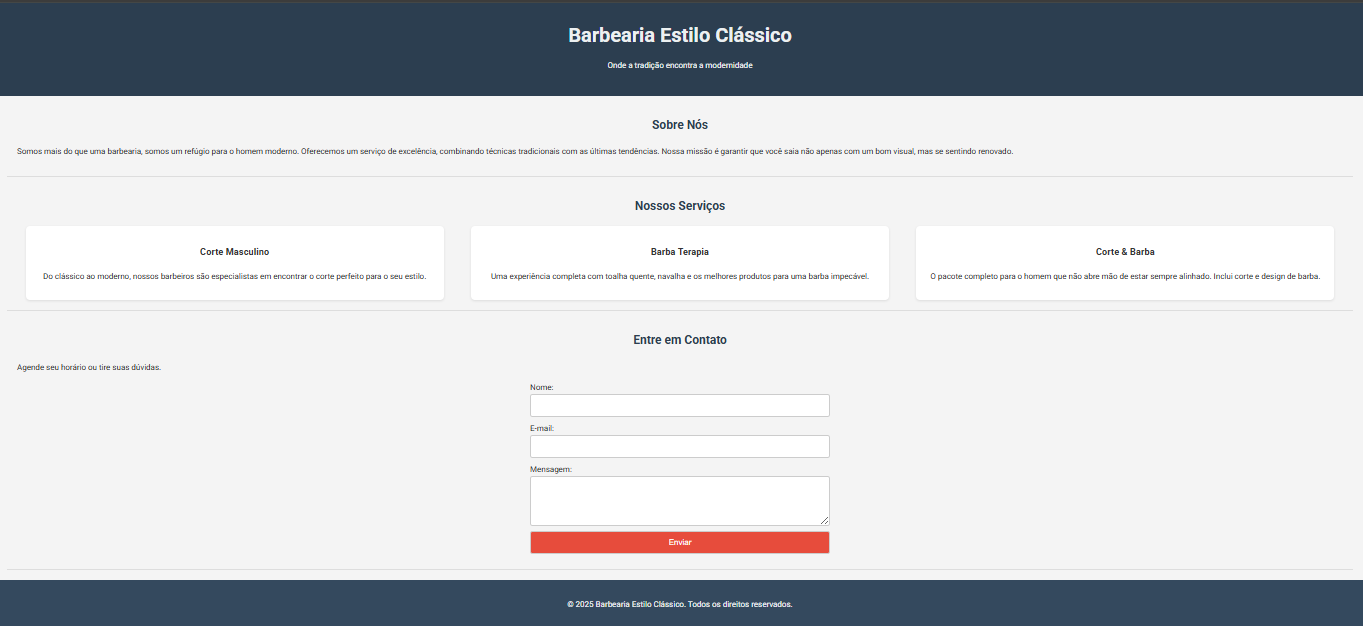 Barbearia Estilo Clássico
Onde a tradição encontra a modernidade
Sobre Nós
Somos mais do que uma barbearia, somos um refúgio para o homem moderno. Oferecemos um serviço de excelência, combinando técnicas tradicionais com as últimas tendências. Nossa missão é garantir que você saia não apenas com um bom visual, mas se sentindo renovado.
Nossos Serviços
Corte Masculino
Do clássico ao moderno, nossos barbeiros são especialistas em encontrar o corte perfeito para o seu estilo.
Barba Terapia
Uma experiência completa com toalha quente, navalha e os melhores produtos para uma barba impecável.
Corte & Barba
O pacote completo para o homem que não abre mão de estar sempre alinhado. Inclui corte e design de barba.
Entre em Contato
Agende seu horário ou tire suas dúvidas.
Nome:
E-mail:
Mensagem:
Enviar
© 2025 Barbearia Estilo Clássico. Todos os direitos reservados.